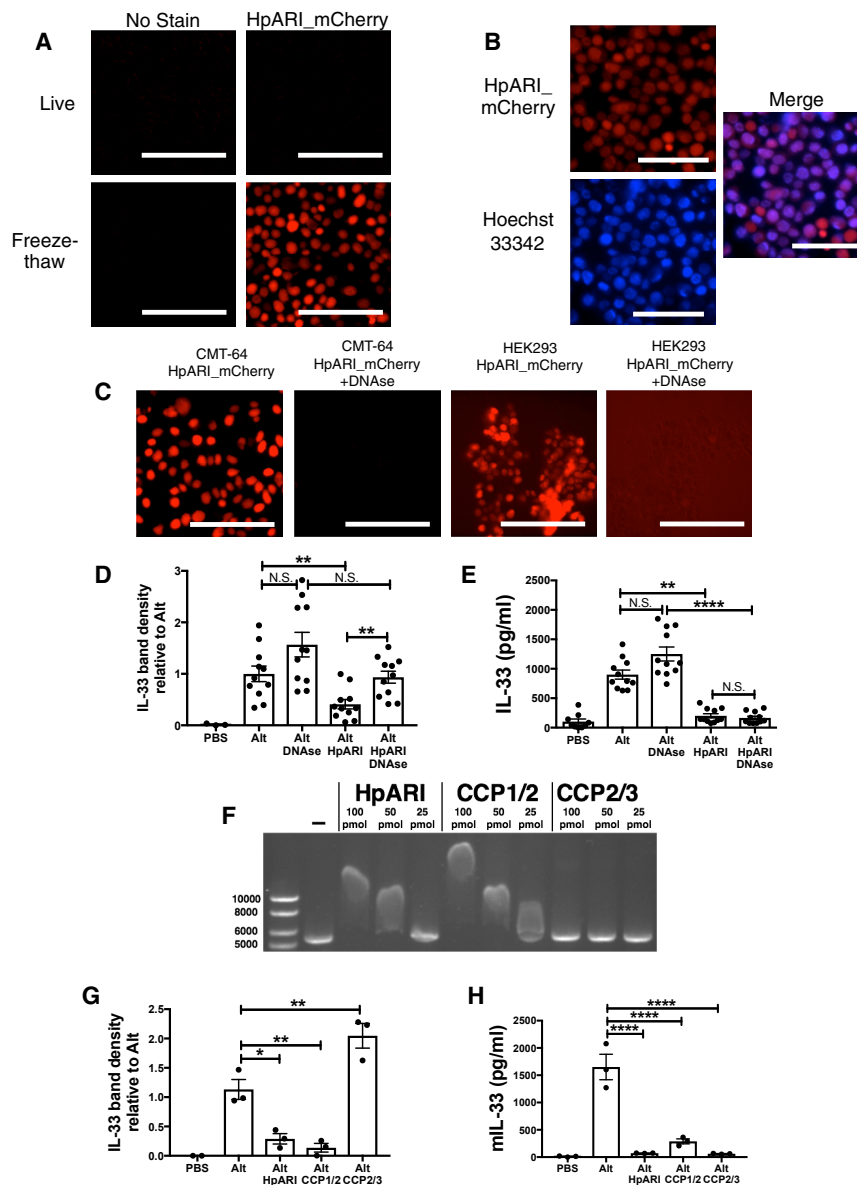 A
No Stain
HpARI_mCherry
Live
Freeze-
thaw
B
HpARI_
mCherry
Hoechst
33342
Merge
C
CMT-64
HpARI_mCherry
CMT-64
HpARI_mCherry
+DNAse
HEK293
HpARI_mCherry
HEK293
HpARI_mCherry
+DNAse
D
IL-33 band density
relative to Alt
3
2
1
0
**
N.S.
N.S.
**
PBS
Alt
Alt
DNAse
Alt
HpARI
Alt
HpARI
DNAse
E
IL-33 (pg/ml)
2500
2000
1500
1000
500
0
**
N.S.
****
N.S.
PBS
Alt
Alt
DNAse
Alt
HpARI
Alt
HpARI
DNAse
F
–
HpARI
CCP1/2
CCP2/3
100
pmol
50
pmol
25
pmol
100
pmol
50
pmol
25
pmol
100
pmol
50
pmol
25
pmol
10000
8000
6000
5000
G
IL-33 band density
relative to Alt
2.5
2.0
1.5
1.0
0.5
0.0
**
**
*
PBS
Alt
Alt
HpARI
Alt
CCP1/2
Alt
CCP2/3
H
mIL-33 (pg/ml)
2500
2000
1500
1000
500
0
****
****
****
PBS
Alt
Alt
HpARI
Alt
CCP1/2
Alt
CCP2/3